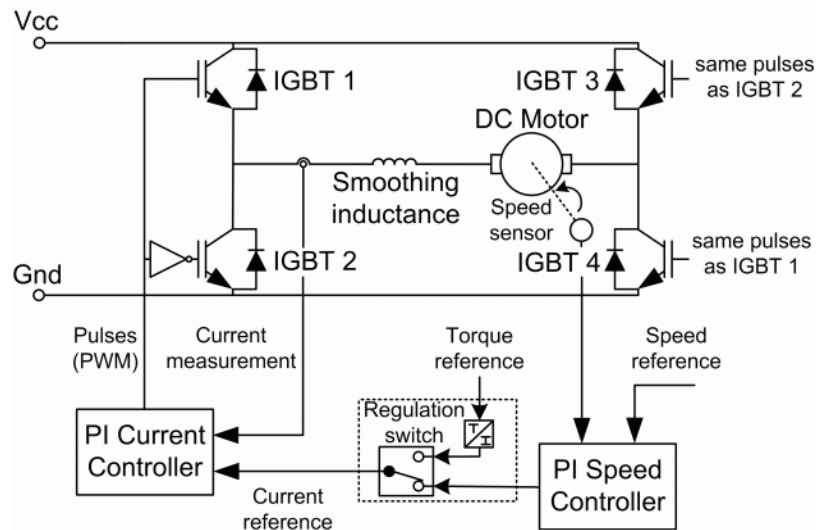 Vcc
IGBT 1
IGBT 3
same pulses
as IGBT 2
DC Motor
Smoothing
inductance
Speed
sensor
IGBT 2
IGBT 4
same pulses
as IGBT 1
Gnd
Pulses
(PWM)
Current
measurement
Torque
reference
Speed
reference
Regulation
switch
T
I
PI Current
Controller
Current
reference
PI Speed
Controller